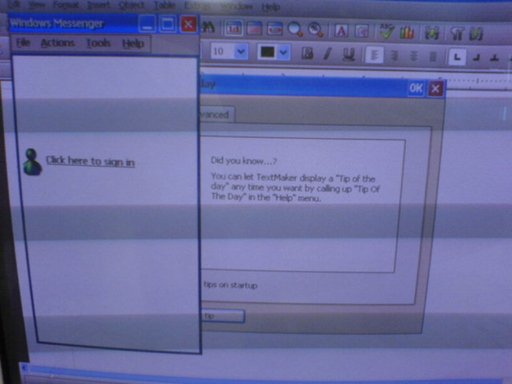 Edit View Format Insert Object Table Extras Window Help
Windows Messenger
File Actions Tools Help
10
Click here to sign in
day
OK
vanced
Did you know...?
You can let TextMaker display a "Tip of the
day" any time you want by calling up "Tip Of
The Day" in the "Help" menu.
tips on startup
tip